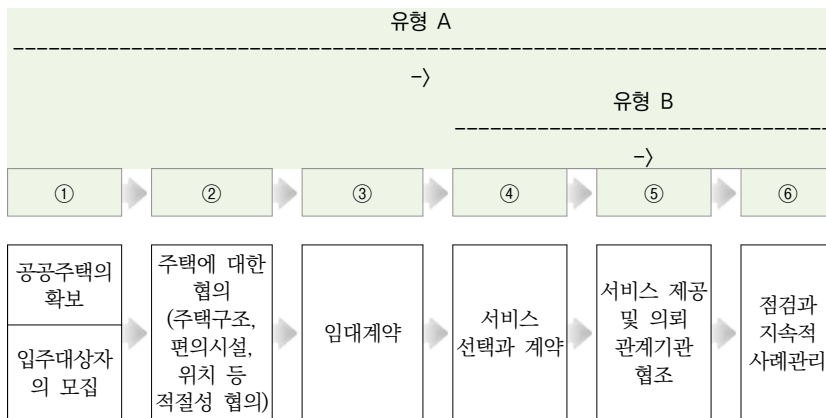 유형 A
-------------------------------------------------------------
-〉
유형 B
----------------------------
-〉
① ② ③ ④ ⑤ ⑥
공공주택의
확보
입주대상자
의 모집
주택에 대한
협의
(주택구조,
편의시설,
위치 등
적절성 협의)
임대계약
서비스
선택과 계약
서비스 제공
및 의뢰
관계기관
협조
점검과
지속적
사례관리